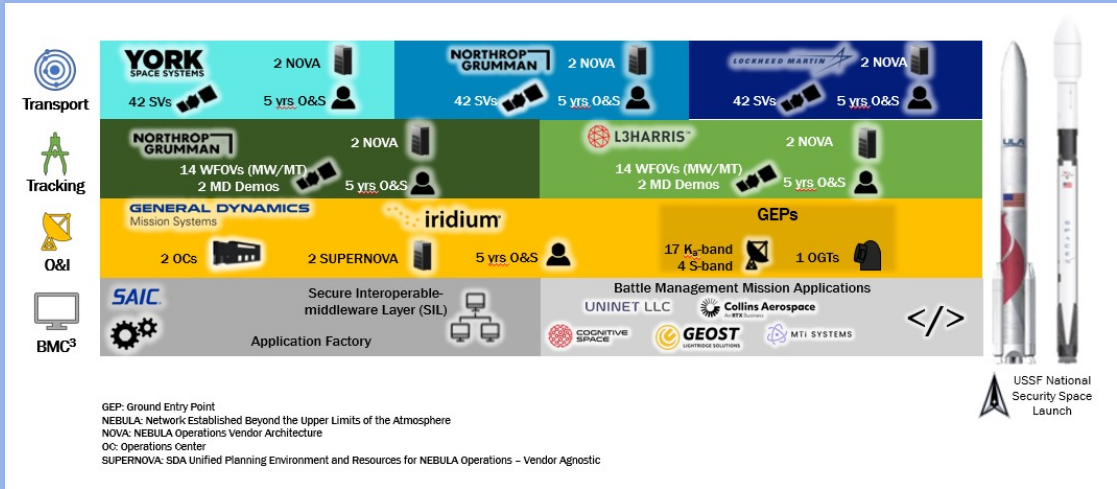 Transport
YORK
SPACE SYSTEMS
2 NOVA
42 SVs
5 yrs O&S
NORTHROP
GRUMMAN
2 NOVA
42 SVs
5 yrs O&S
LOCKHEED MARTIN
2 NOVA
42 SVs
5 yrs O&S
Tracking
NORTHROP
GRUMMAN
2 NOVA
14 WFOVs (MW/MT)
2 MD Demos
5 yrs O&S
L3HARRIS™
2 NOVA
14 WFOVs (MW/MT)
2 MD Demos
5 yrs O&S
O&I
GENERAL DYNAMICS
Mission Systems
iridium
2 OCs
2 SUPERNOVA
5 yrs O&S
GEPs
17 Ka-band
4 S-band
1 OGTs
BMC³
SAIC
Secure Interoperable-
middleware Layer (SIL)
Application Factory
Battle Management Mission Applications
UNINET LLC
Collins Aerospace
An RTX Business
COGNITIVE
SPACE
GEOST
LIGHTRIDGE SOLUTIONS
MTI SYSTEMS
</>
ULA
USSF National
Security Space
Launch
GEP: Ground Entry Point
NEBULA: Network Established Beyond the Upper Limits of the Atmosphere
NOVA: NEBULA Operations Vendor Architecture
OC: Operations Center
SUPERNOVA: SDA Unified Planning Environment and Resources for NEBULA Operations – Vendor Agnostic